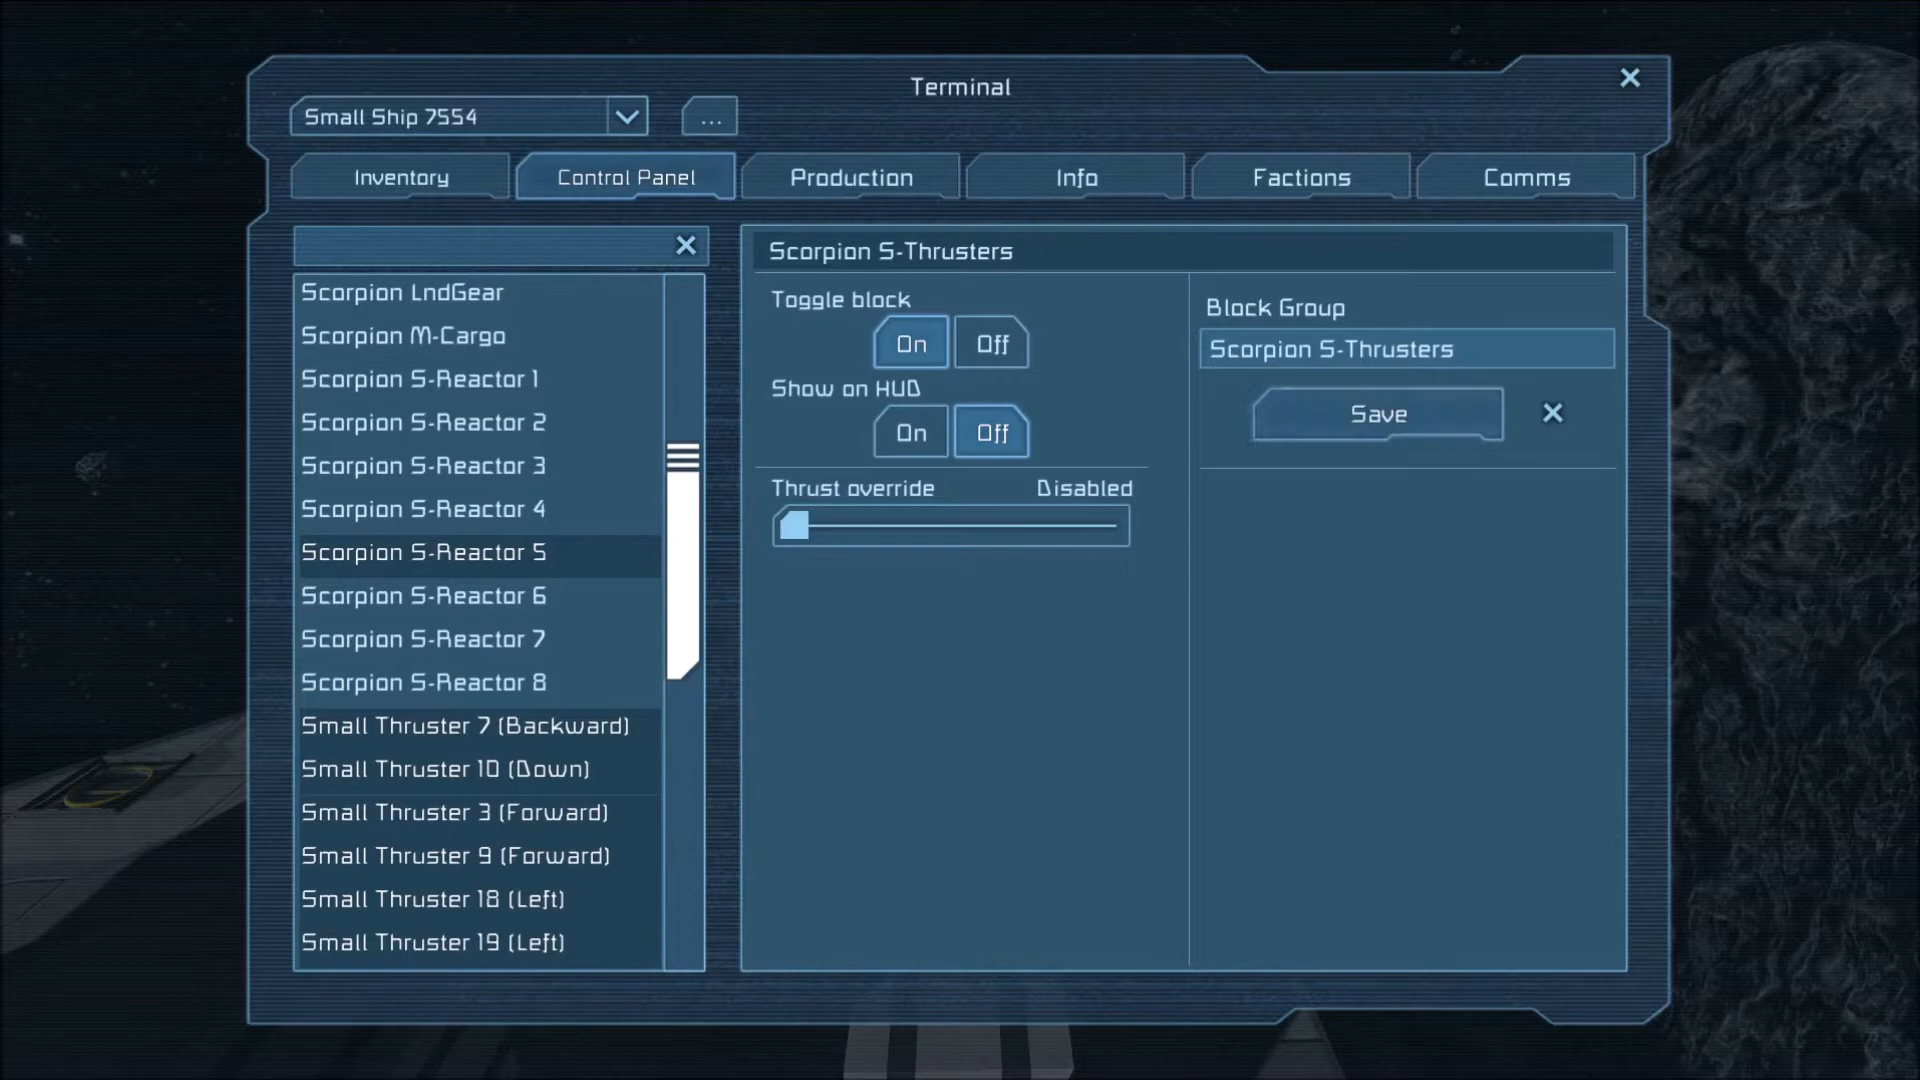 Terminal
Small Ship 7554
...
Inventory
Control Panel
Production
Info
Factions
Comms
Scorpion LndGear
Scorpion M-Cargo
Scorpion S-Reactor 1
Scorpion S-Reactor 2
Scorpion S-Reactor 3
Scorpion S-Reactor 4
Scorpion S-Reactor 5
Scorpion S-Reactor 6
Scorpion S-Reactor 7
Scorpion S-Reactor 8
Small Thruster 7 (Backward)
Small Thruster 10 (Down)
Small Thruster 3 (Forward)
Small Thruster 9 (Forward)
Small Thruster 18 (Left)
Small Thruster 19 (Left)
Scorpion S-Thrusters
Toggle block
On Off
Show on HUD
On Off
Thrust override Disabled
Block Group
Scorpion S-Thrusters
Save